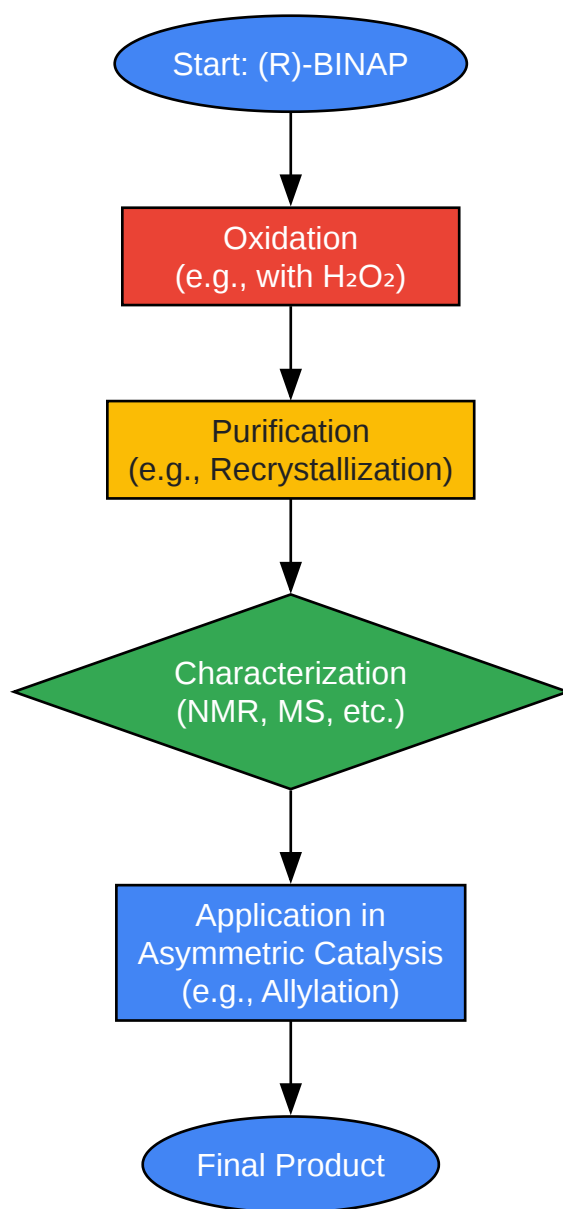 Start: (R)-BINAP
Oxidation
(e.g., with H₂O₂)
Purification
(e.g., Recrystallization)
Characterization
(NMR, MS, etc.)
Application in
Asymmetric Catalysis
(e.g., Allylation)
Final Product